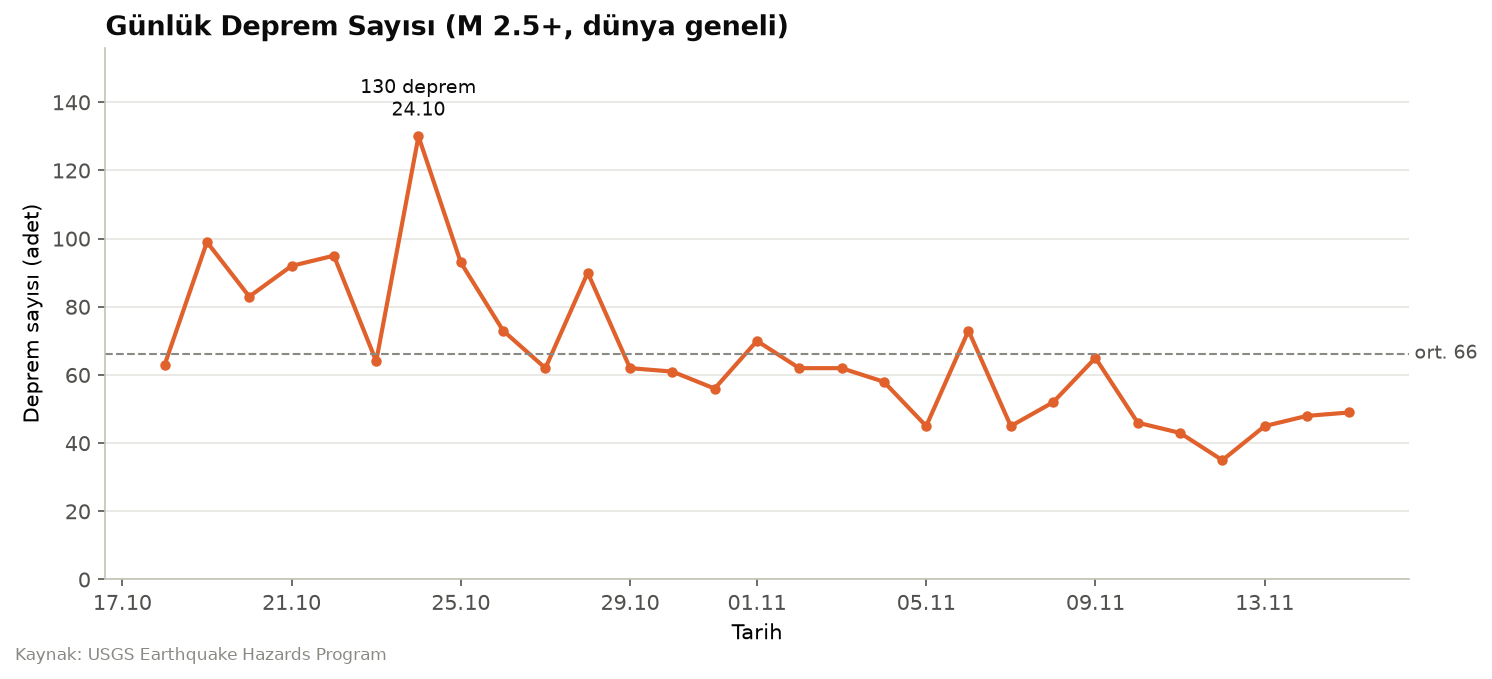 Günlük Deprem Sayısı (M 2.5+, dünya geneli)
130 deprem
24.10
140
120
100
80
60
40
20
0
Deprem sayısı (adet)
ort. 66
17.10
21.10
25.10
29.10
01.11
05.11
09.11
13.11
Tarih
Kaynak: USGS Earthquake Hazards Program